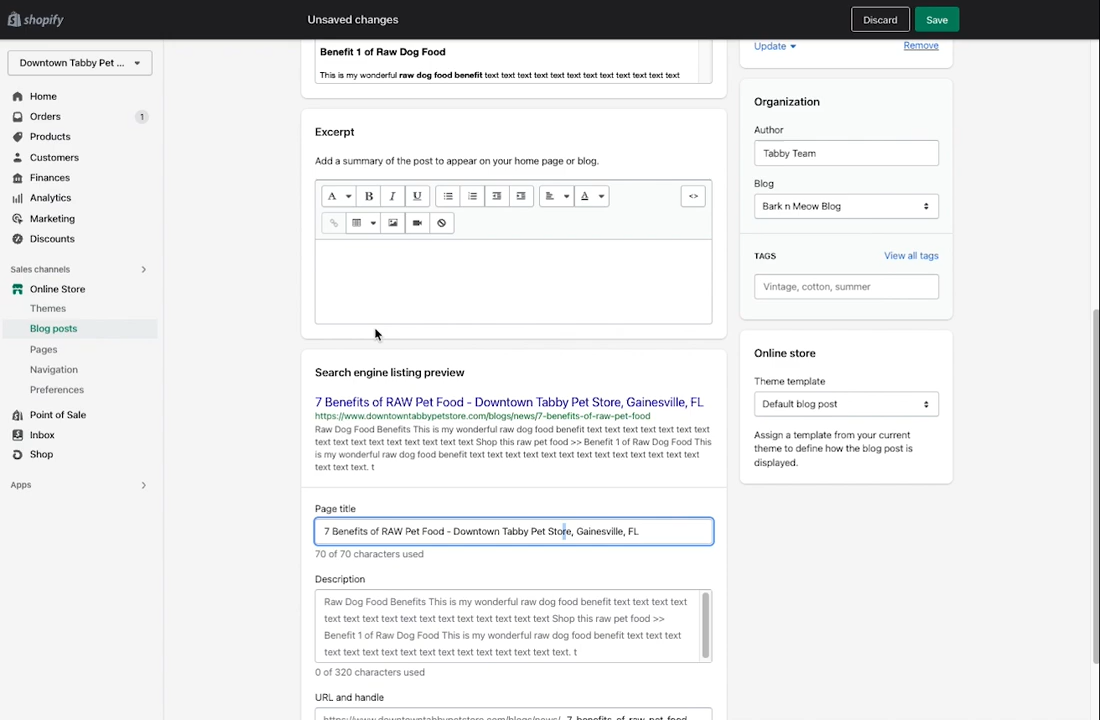 shopify
Unsaved changes
Discard
Save
Downtown Tabby Pet ...
Home
Orders
1
Products
Customers
Finances
Analytics
Marketing
Discounts
Sales channels
Online Store
Themes
Blog posts
Pages
Navigation
Preferences
Point of Sale
Inbox
Shop
Apps
Benefit 1 of Raw Dog Food
This is my wonderful raw dog food benefit text text text text text text text text text text text
Excerpt
Add a summary of the post to appear on your home page or blog.
A
B
I
U
A
<>
Search engine listing preview
7 Benefits of RAW Pet Food - Downtown Tabby Pet Store, Gainesville, FL
https://www.downtowntabbypetstore.com/blogs/news/7-benefits-of-raw-pet-food
Raw Dog Food Benefits This is my wonderful raw dog food benefit text text text text text text text
text text text text text text text text text Shop this raw pet food >> Benefit 1 of Raw Dog Food This
is my wonderful raw dog food benefit text text text text text text text text text text text text text
text text text. t
Page title
7 Benefits of RAW Pet Food - Downtown Tabby Pet Store, Gainesville, FL
70 of 70 characters used
Description
Raw Dog Food Benefits This is my wonderful raw dog food benefit text text text text
text text text text text text text text text text text text Shop this raw pet food >>
Benefit 1 of Raw Dog Food This is my wonderful raw dog food benefit text text text
text text text text text text text text text text text text text. t
0 of 320 characters used
URL and handle
https://www.downtowntabbypetstore.com/blogs/news/ 7-benefits-of-raw-pet-food
Update
Remove
Organization
Author
Tabby Team
Blog
Bark n Meow Blog
TAGS
View all tags
Vintage, cotton, summer
Online store
Theme template
Default blog post
Assign a template from your current
theme to define how the blog post is
displayed.